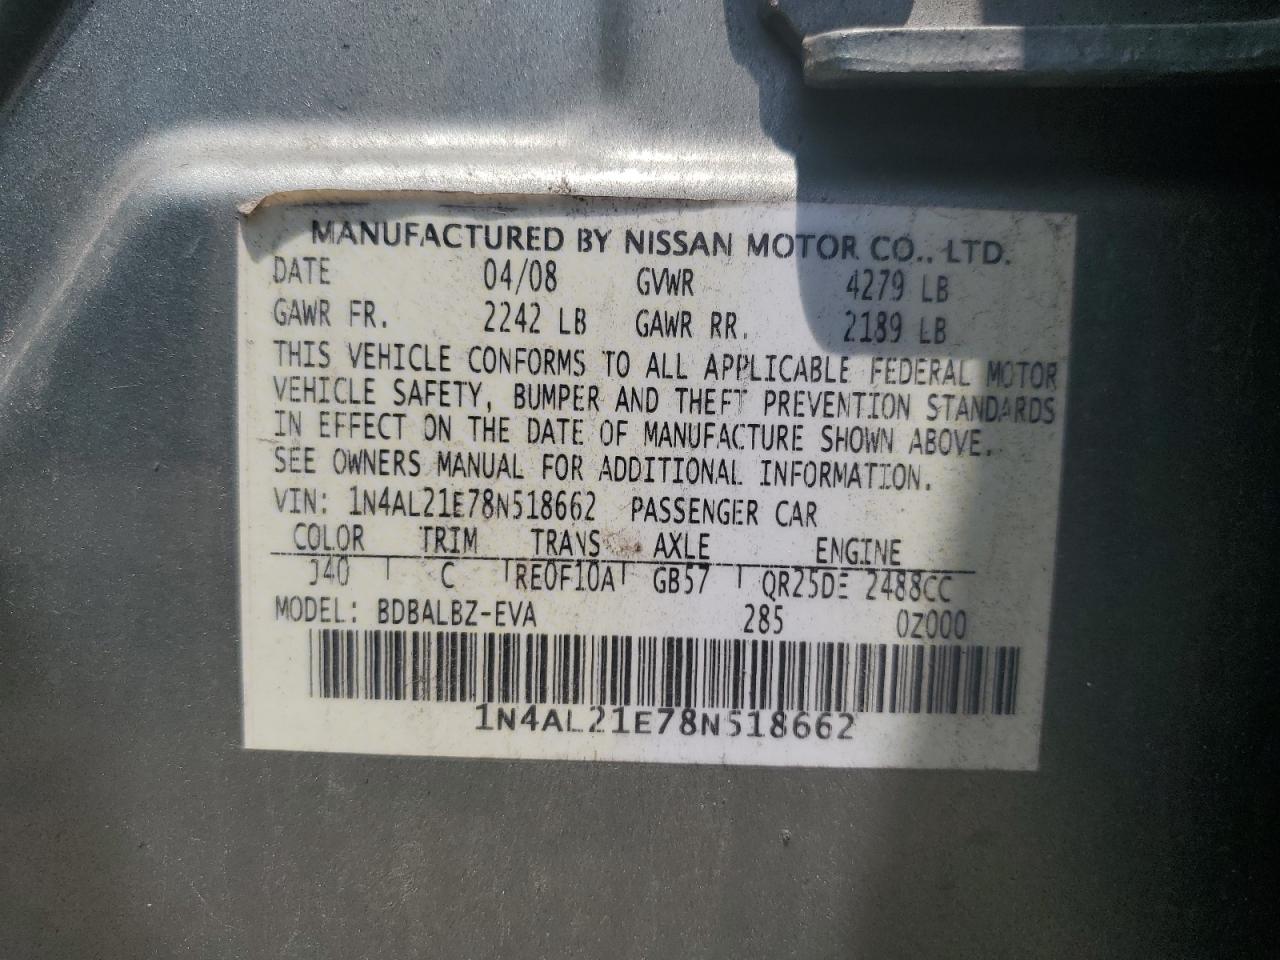 MANUFACTURED BY NISSAN MOTOR CO., LTD.
DATE 04/08 GVWR 4279 LB
GAWR FR. 2242 LB GAWR RR. 2189 LB
THIS VEHICLE CONFORMS TO ALL APPLICABLE FEDERAL MOTOR
VEHICLE SAFETY, BUMPER AND THEFT PREVENTION STANDARDS
IN EFFECT ON THE DATE OF MANUFACTURE SHOWN ABOVE.
SEE OWNERS MANUAL FOR ADDITIONAL INFORMATION.
VIN: 1N4AL21E78N518662 PASSENGER CAR
COLOR TRIM TRANS AXLE ENGINE
J40 C RE0F10A GB57 QR25DE 2488CC
MODEL: BDBALBZ-EVA 285 0Z000
1N4AL21E78N518662